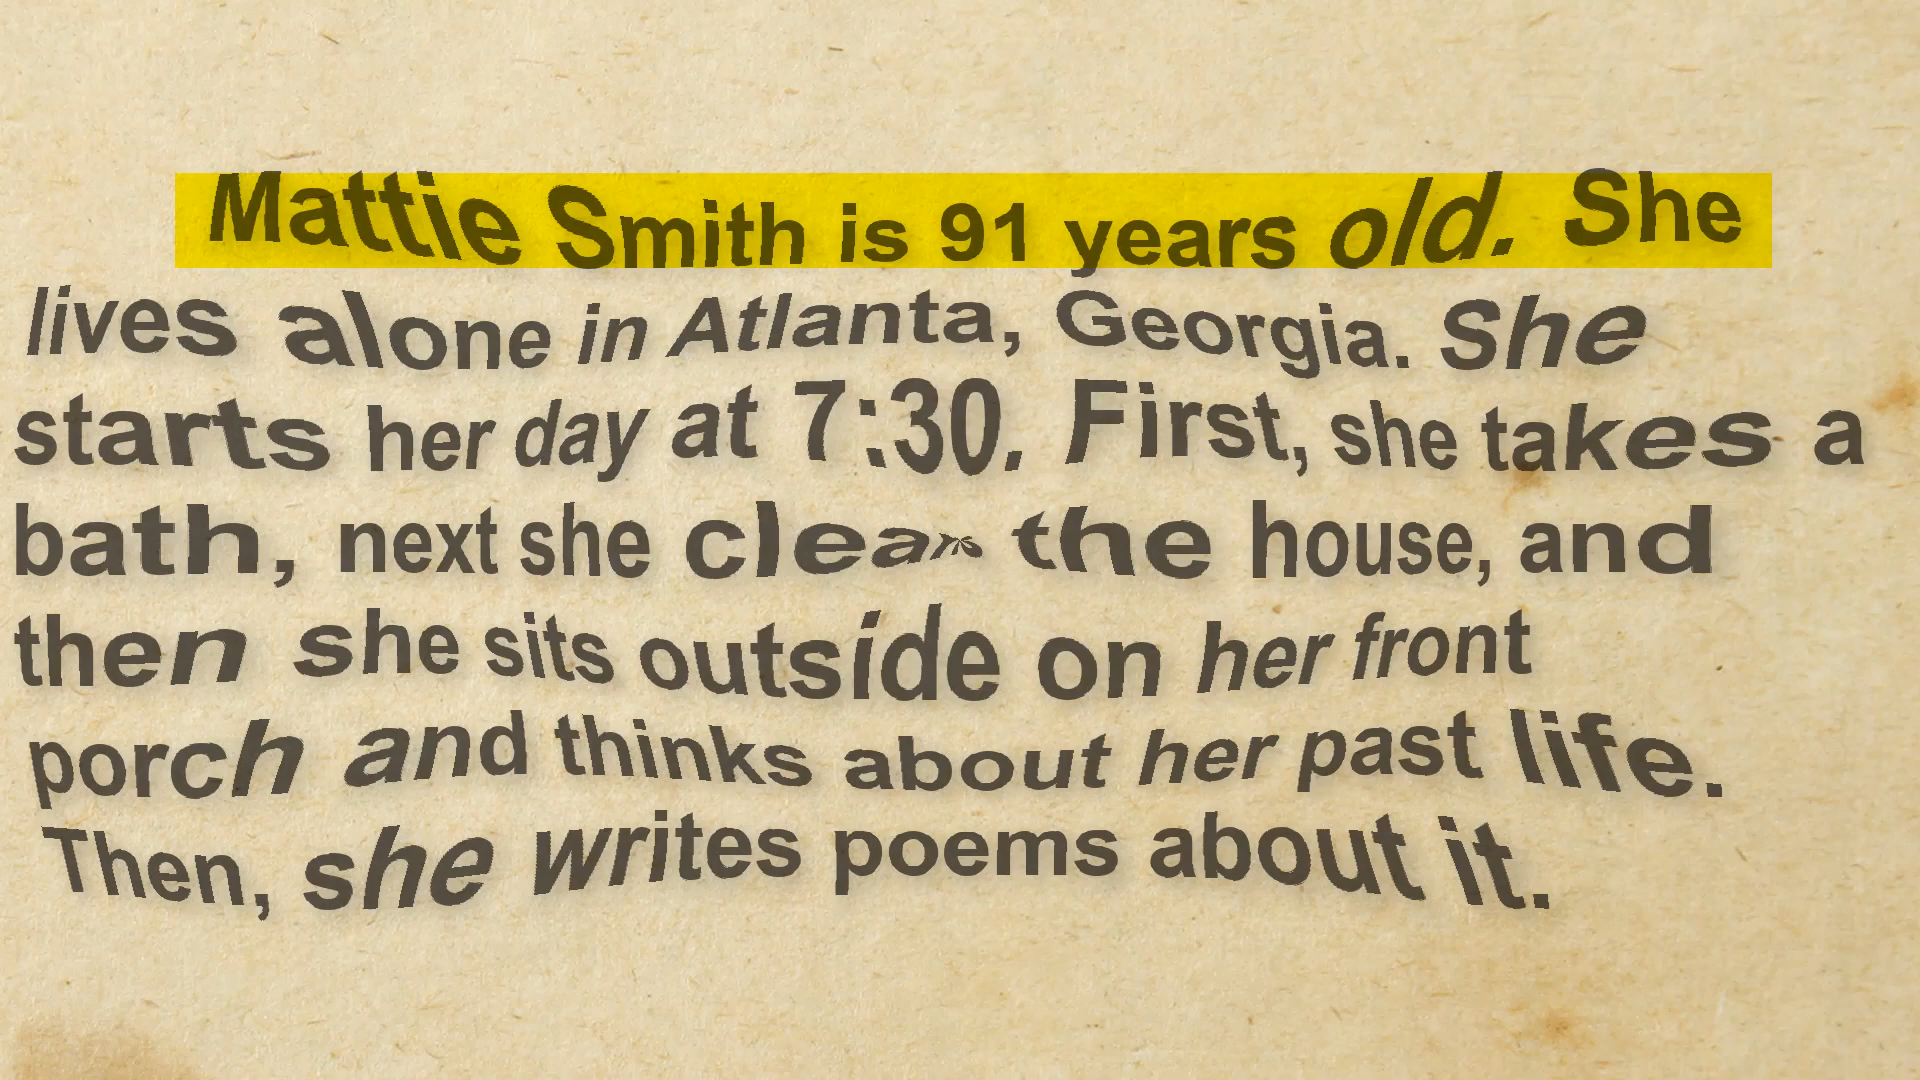 Mattie Smith is 91 years old. She
lives alone in Atlanta, Georgia. She
starts her day at 7:30. First, she takes a
bath, next she the house, and
then she sits outside on her front
porch and thinks about her past life.
Then, she writes poems about it.